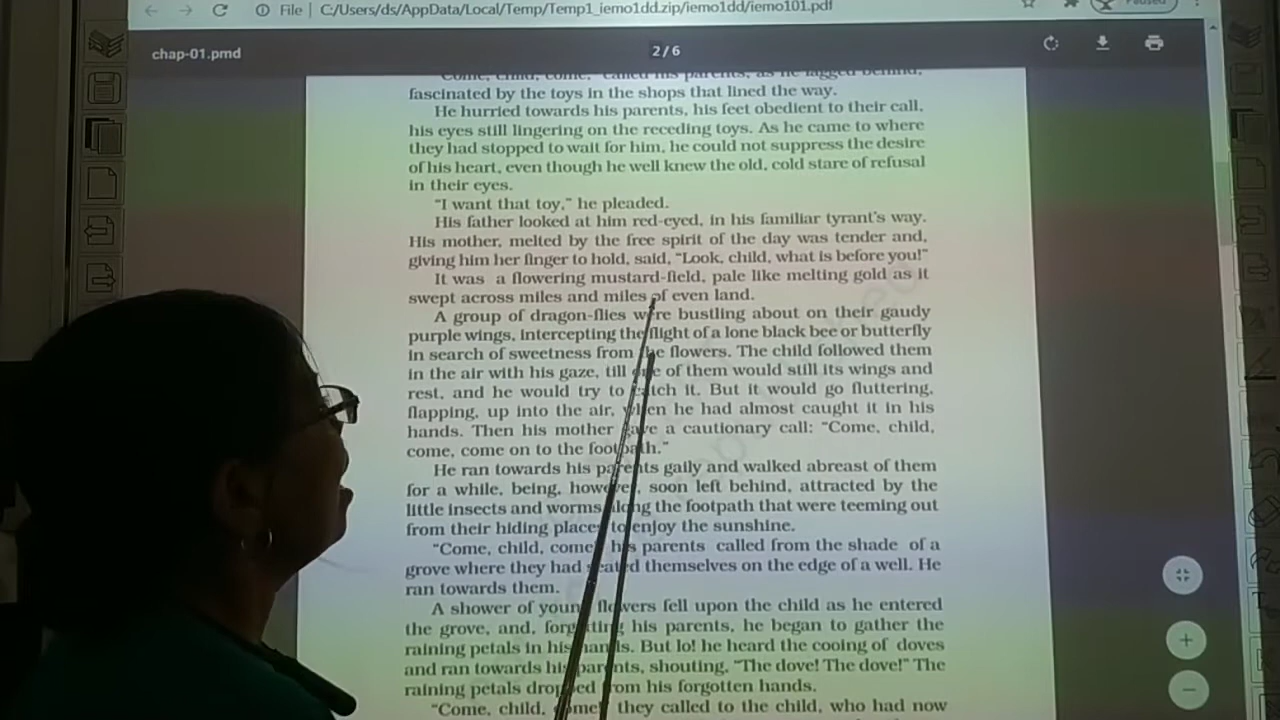 File | C:/Users/ds/AppData/Local/Temp/Temp1_iemo1dd.zip/iemo1dd/iemo101.pdf
Paused
chap-01.pmd
2 / 6
"Come, child, come," called his parents, as he lagged behind,
fascinated by the toys in the shops that lined the way.
He hurried towards his parents, his feet obedient to their call,
his eyes still lingering on the receding toys. As he came to where
they had stopped to wait for him, he could not suppress the desire
of his heart, even though he well knew the old, cold stare of refusal
in their eyes.
"I want that toy," he pleaded.
His father looked at him red-eyed, in his familiar tyrant's way.
His mother, melted by the free spirit of the day was tender and,
giving him her finger to hold, said, "Look, child, what is before you!"
It was a flowering mustard-field, pale like melting gold as it
swept across miles and miles of even land.
A group of dragon-flies were bustling about on their gaudy
purple wings, intercepting the flight of a lone black bee or butterfly
in search of sweetness from the flowers. The child followed them
in the air with his gaze, till one of them would still its wings and
rest, and he would try to catch it. But it would go fluttering,
flapping, up into the air, when he had almost caught it in his
hands. Then his mother gave a cautionary call: "Come, child,
come, come on to the footpath."
He ran towards his parents gaily and walked abreast of them
for a while, being, however, soon left behind, attracted by the
little insects and worms along the footpath that were teeming out
from their hiding places to enjoy the sunshine.
"Come, child, come!" his parents called from the shade of a
grove where they had seated themselves on the edge of a well. He
ran towards them.
A shower of young flowers fell upon the child as he entered
the grove, and, forgetting his parents, he began to gather the
raining petals in his hands. But lo! he heard the cooing of doves
and ran towards his parents, shouting, "The dove! The dove!" The
raining petals dropped from his forgotten hands.
"Come, child, come!" they called to the child, who had now